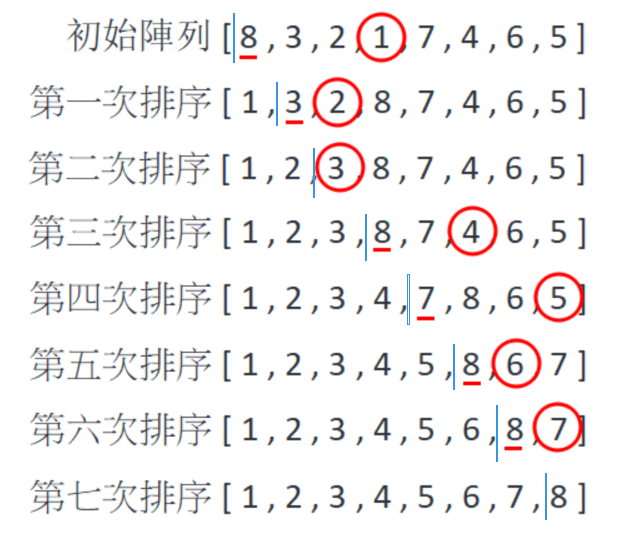 初始陣列 [ 8 , 3 , 2 , 1 , 7 , 4 , 6 , 5 ]
第一次排序 [ 1 , 3 , 2 , 8 , 7 , 4 , 6 , 5 ]
第二次排序 [ 1 , 2 , 3 , 8 , 7 , 4 , 6 , 5 ]
第三次排序 [ 1 , 2 , 3 , 8 , 7 , 4 , 6 , 5 ]
第四次排序 [ 1 , 2 , 3 , 4 , 7 , 8 , 6 , 5 ]
第五次排序 [ 1 , 2 , 3 , 4 , 5 , 8 , 6 , 7 ]
第六次排序 [ 1 , 2 , 3 , 4 , 5 , 6 , 8 , 7 ]
第七次排序 [ 1 , 2 , 3 , 4 , 5 , 6 , 7 , 8 ]